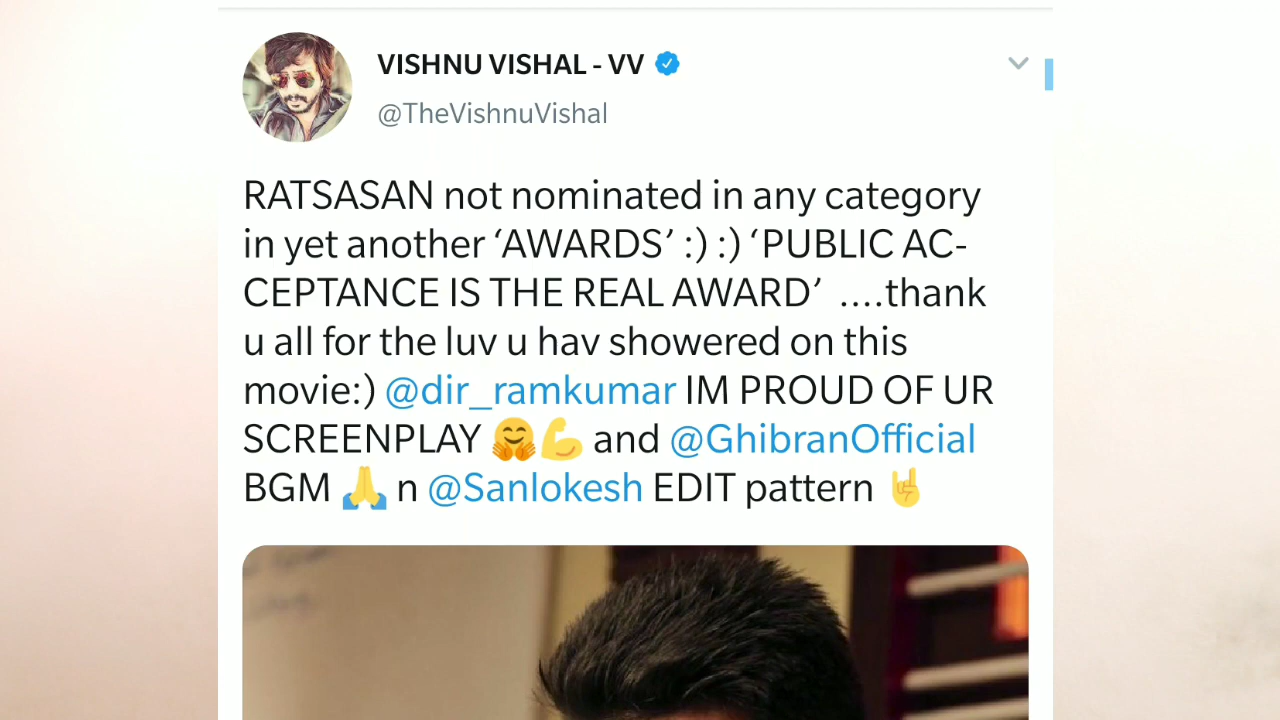 VISHNU VISHAL - VV
@TheVishnuVishal
RATSASAN not nominated in any category
in yet another ‘AWARDS’ :) :) ‘PUBLIC AC-
CEPTANCE IS THE REAL AWARD’ ....thank
u all for the luv u hav showered on this
movie:) @dir_ramkumar IM PROUD OF UR
SCREENPLAY 🤗💪 and @GhibranOfficial
BGM 🙏 n @Sanlokesh EDIT pattern 🤘